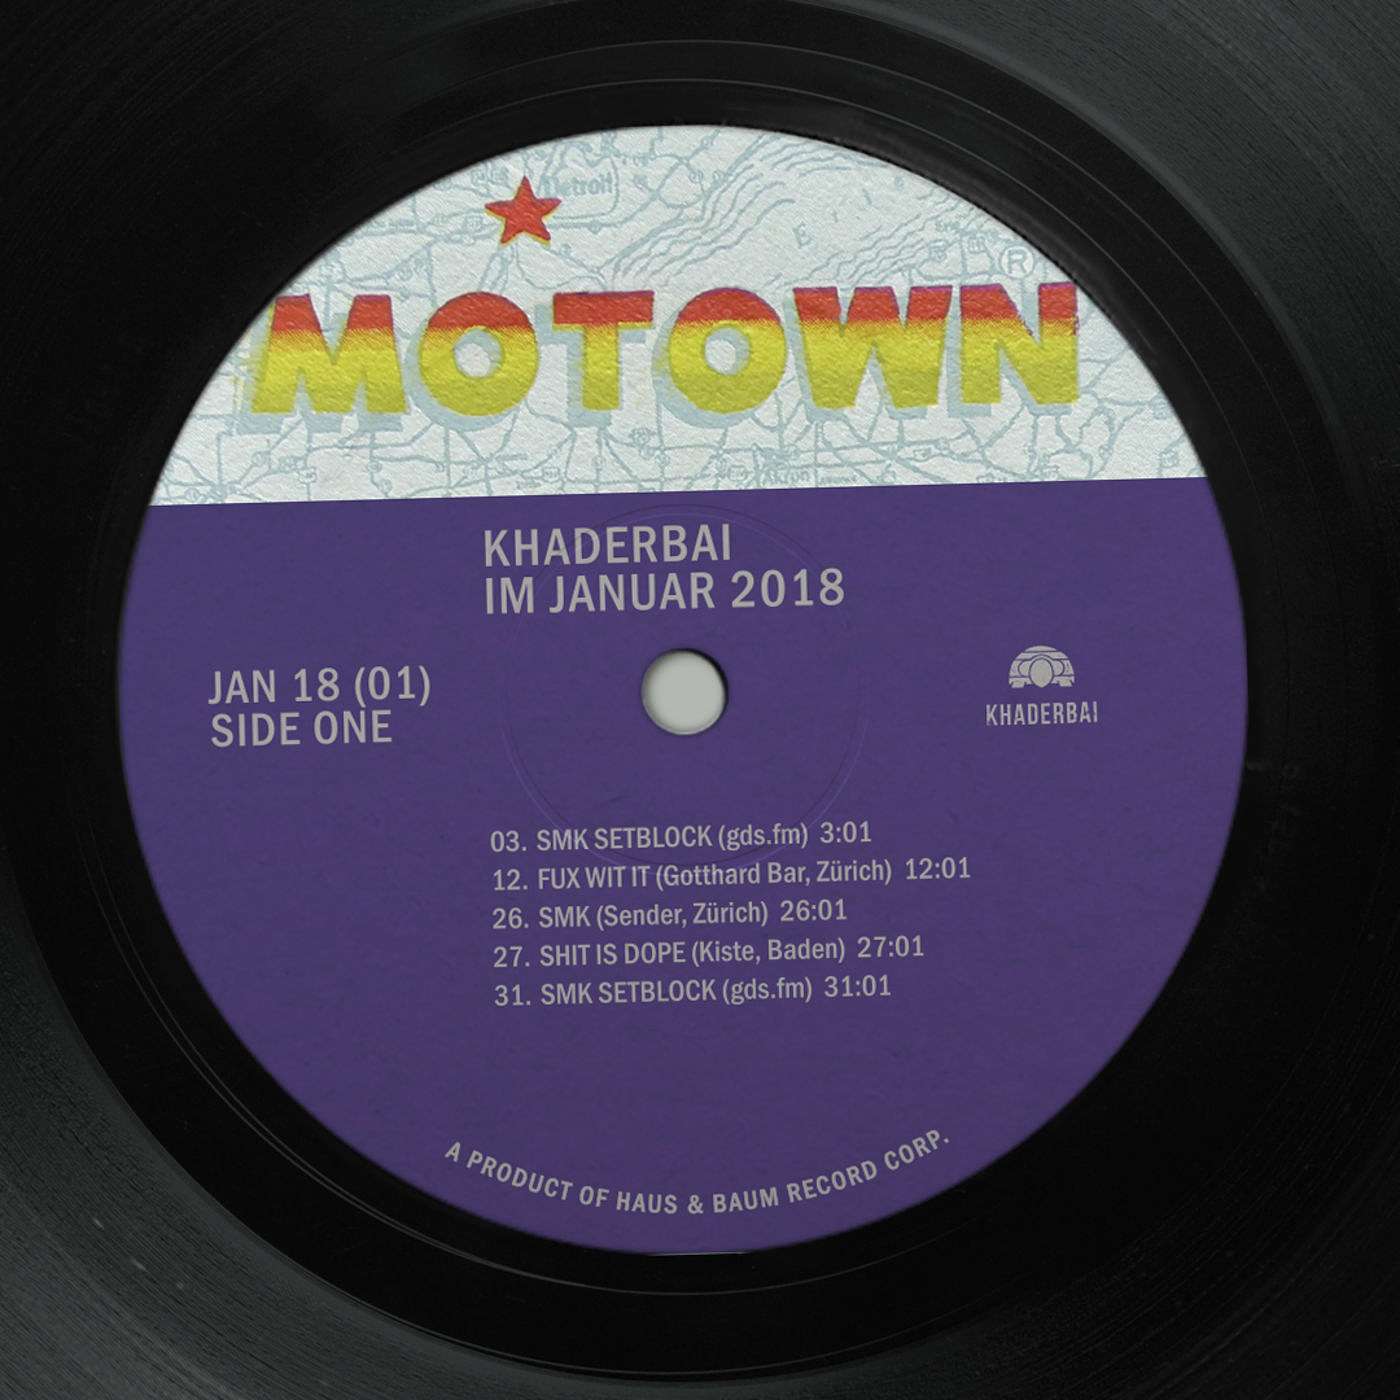 Detroit
®
MOTOWN
Akron
KHADERBAI
IM JANUAR 2018
JAN 18 (01)
SIDE ONE
KHADERBAI
03. SMK SETBLOCK (gds.fm) 3:01
12. FUX WIT IT (Gotthard Bar, Zürich) 12:01
26. SMK (Sender, Zürich) 26:01
27. SHIT IS DOPE (Kiste, Baden) 27:01
31. SMK SETBLOCK (gds.fm) 31:01
A PRODUCT OF HAUS & BAUM RECORD CORP.